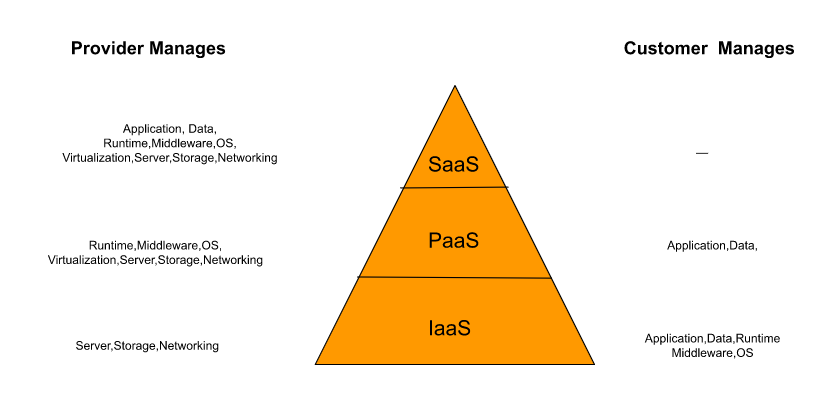 Provider Manages
Customer  Manages
Application, Data,
Runtime,Middleware,OS,
Virtualization,Server,Storage,Networking
SaaS
—
Runtime,Middleware,OS,
Virtualization,Server,Storage,Networking
PaaS
Application,Data,
Server,Storage,Networking
IaaS
Application,Data,Runtime
Middleware,OS